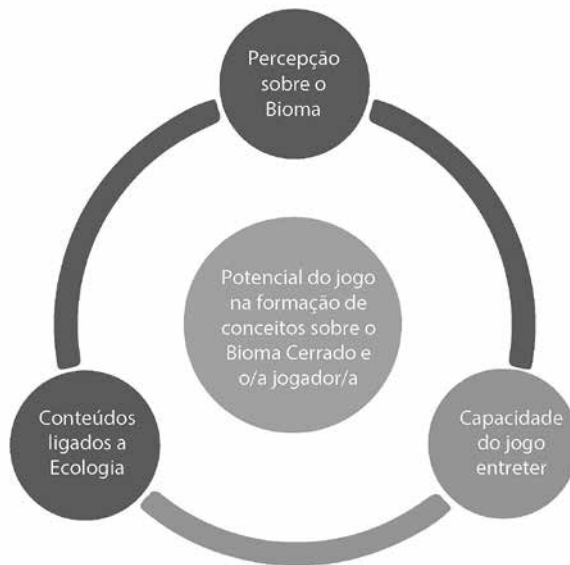 Percepção
sobre o
Bioma
Potencial do jogo
na formação de
conceitos sobre o
Bioma Cerrado e
o/a jogador/a
Conteúdos
ligados a
Ecologia
Capacidade
do jogo
entreter